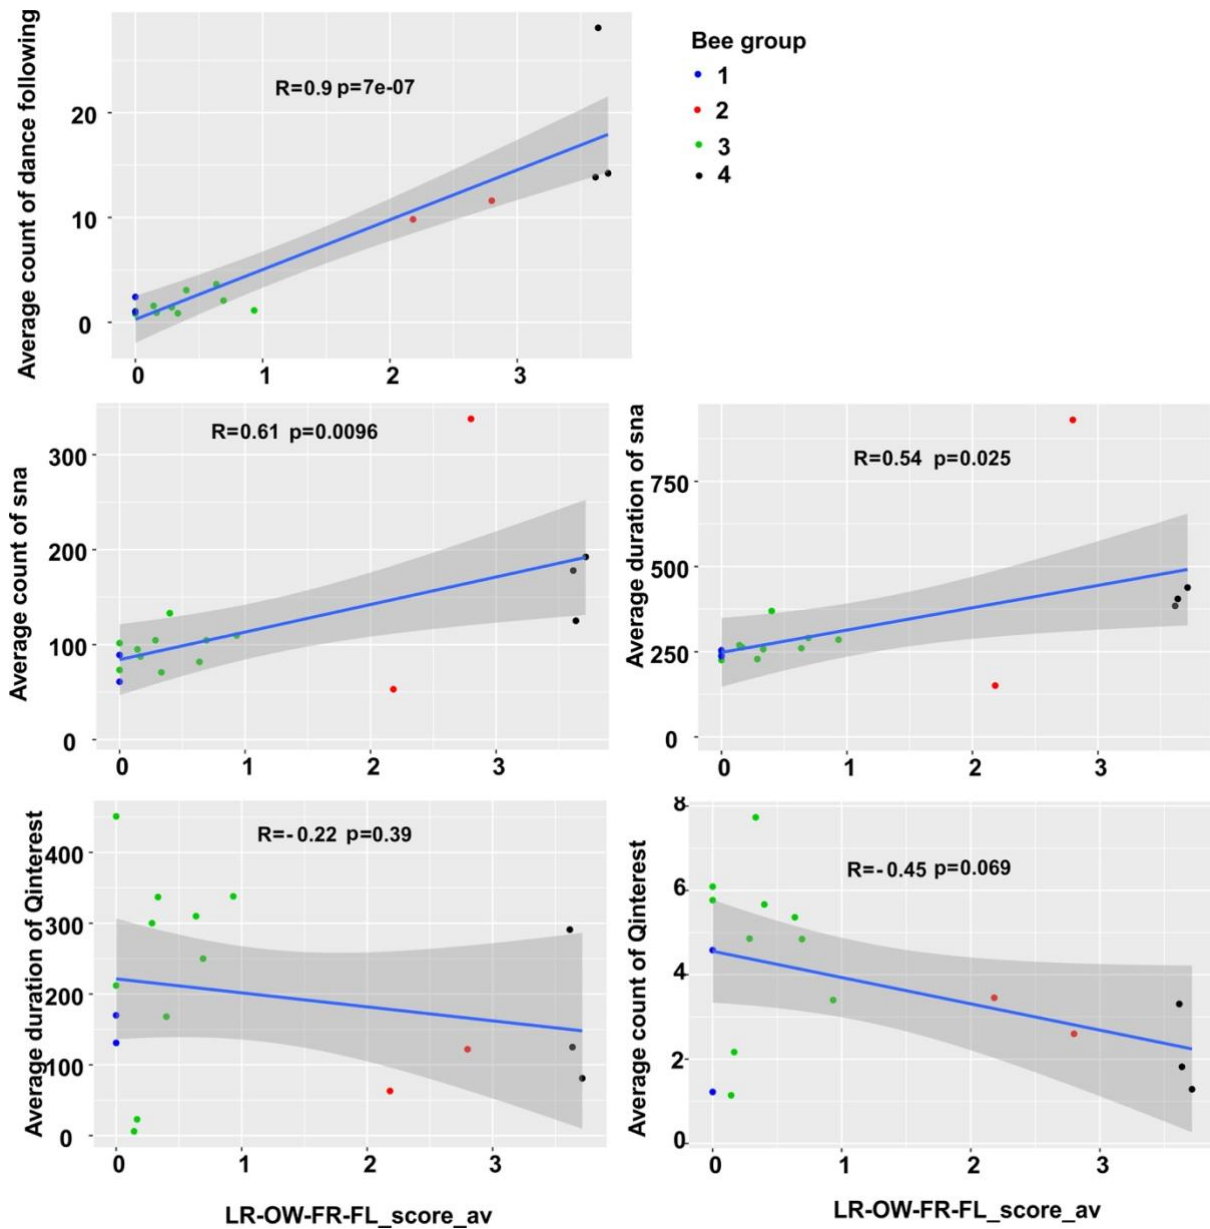 Average count of dance following
20
10
0
R=0.9 p=7e-07
0 1 2 3
Bee group
1
2
3
4
Average count of sna
300
200
100
0
R=0.61 p=0.0096
0 1 2 3
Average duration of sna
750
500
250
0
R=0.54 p=0.025
0 1 2 3
Average duration of Qinterest
400
300
200
100
0
R=-0.22 p=0.39
0 1 2 3
LR-OW-FR-FL_score_av
Average count of Qinterest
8
6
4
2
0
R=-0.45 p=0.069
0 1 2 3
LR-OW-FR-FL_score_av